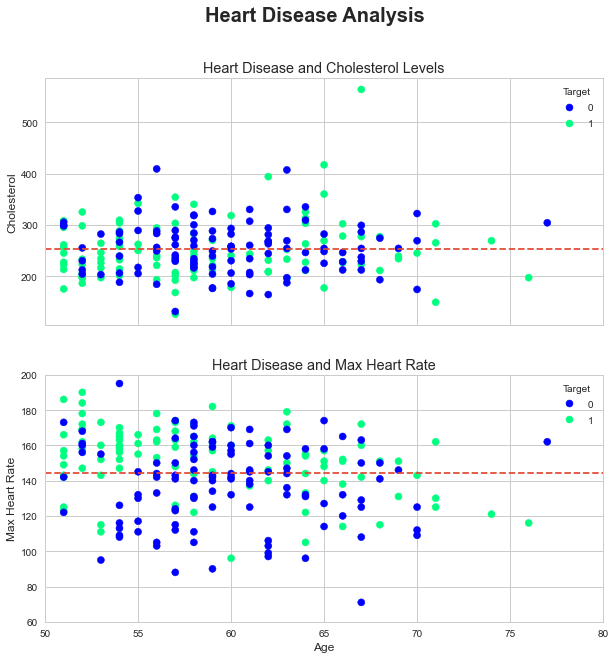 Heart Disease Analysis
Heart Disease and Cholesterol Levels
Target
0
1
500
400
300
200
Cholesterol
Heart Disease and Max Heart Rate
Target
0
1
200
180
160
140
120
100
80
60
Max Heart Rate
50 55 60 65 70 75 80
Age